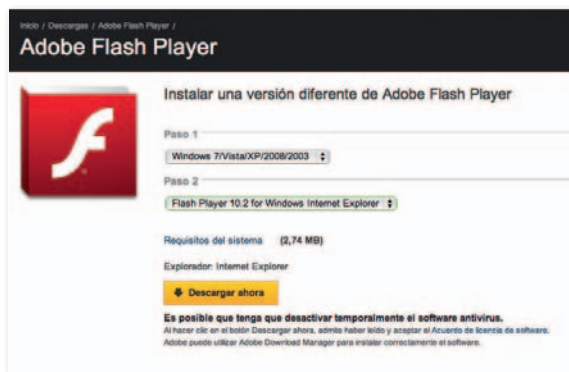 Inicio / Descargas / Adobe Flash Player /
Adobe Flash Player
Instalar una versión diferente de Adobe Flash Player
Paso 1
Windows 7/Vista/XP/2008/2003
Paso 2
Flash Player 10.2 for Windows Internet Explorer
Requisitos del sistema (2,74 MB)
Explorador: Internet Explorer
Descargar ahora
Es posible que tenga que desactivar temporalmente el software antivirus.
Al hacer clic en el botón Descargar ahora, admite haber leído y aceptar el Acuerdo de licencia de software.
Adobe puede utilizar Adobe Download Manager para instalar correctamente el software.